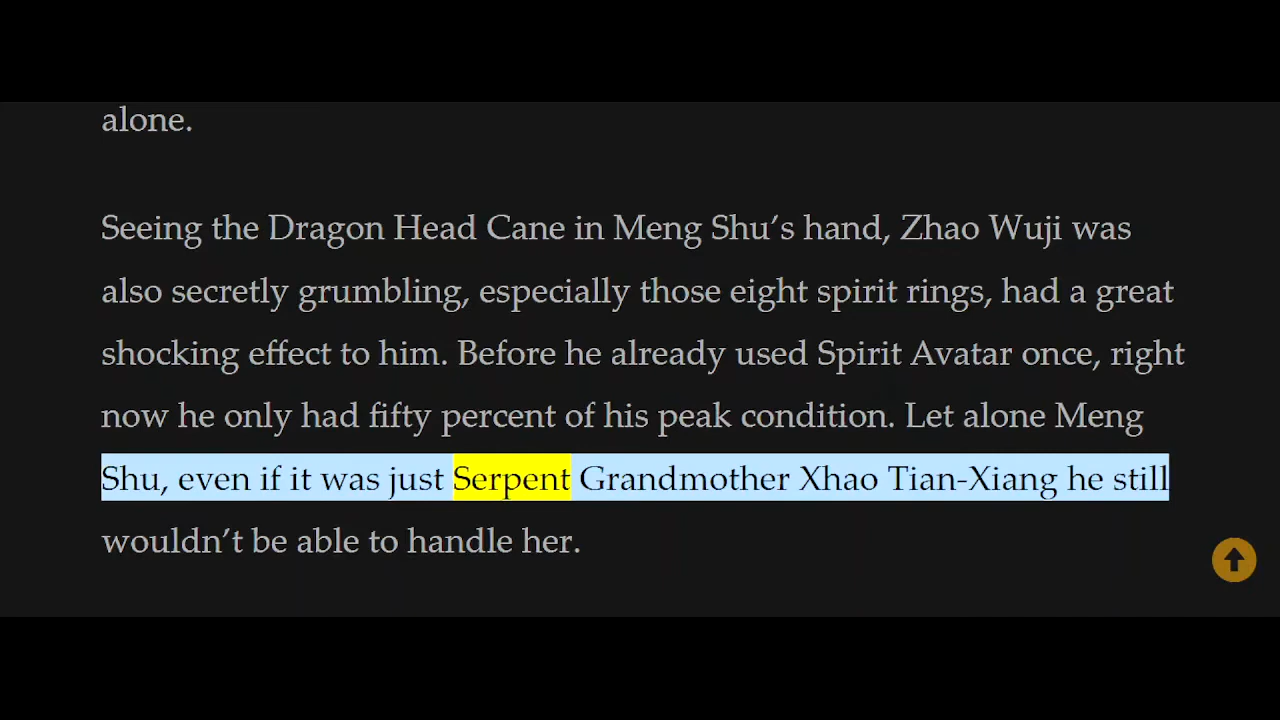 alone.
Seeing the Dragon Head Cane in Meng Shu’s hand, Zhao Wuji was
also secretly grumbling, especially those eight spirit rings, had a great
shocking effect to him. Before he already used Spirit Avatar once, right
now he only had fifty percent of his peak condition. Let alone Meng
Shu, even if it was just Serpent Grandmother Xhao Tian-Xiang he still
wouldn’t be able to handle her.